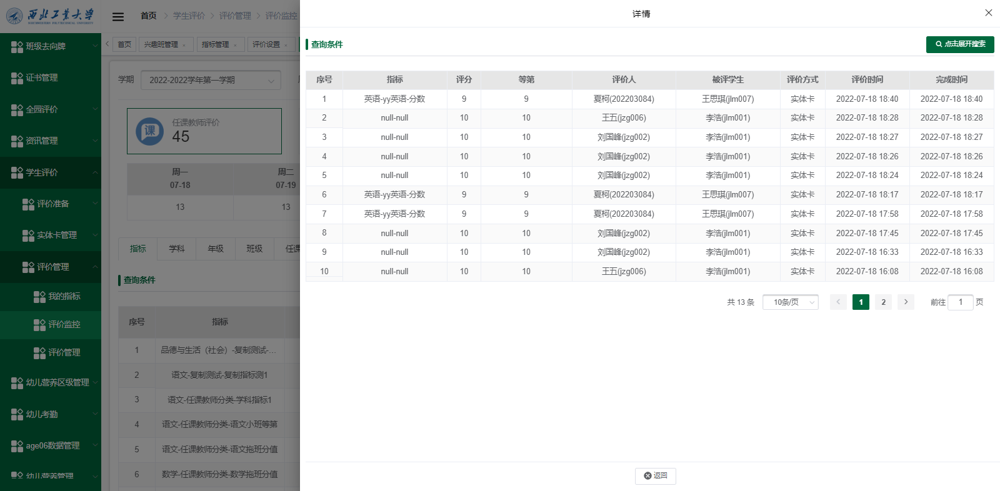 西北工业大学
NORTHWESTERN POLYTECHNICAL UNIVERSITY
班级去向牌
证书管理
全园评价
资讯管理
学生评价
评价准备
实体卡管理
评价管理
我的指标
评价监控
评价管理
幼儿营养区级管理
幼儿考勤
age06数据管理
幼儿营养管理
首页 > 学生评价 > 评价管理 > 评价监控
首页 兴趣班管理 × 指标管理 × 评价设置 ×
学期 2022-2022学年第一学期
课 任课教师评价
45
周一 周二
07-18 07-19
13 13
指标 学科 年级 班级 任课
查询条件
序号 指标
1 品德与生活（社会）-复制测试-…
2 语文-复制测试-复制指标测1
3 语文-任课教师分类-学科指标1
4 语文-任课教师分类-语文小班等第
5 语文-任课教师分类-语文拖班分值
6 数学-任课教师分类-数学拖班分值
详情
查询条件
点击展开搜索
序号 指标 评分 等第 评价人 被评学生 评价方式 评价时间 完成时间
1 英语-yy英语-分数 9 9 夏柯(202203084) 王思琪(jlm007) 实体卡 2022-07-18 18:40 2022-07-18 18:40
2 null-null 10 10 王五(jzg006) 李浩(jlm001) 实体卡 2022-07-18 18:28 2022-07-18 18:28
3 null-null 10 10 刘国峰(jzg002) 李浩(jlm001) 实体卡 2022-07-18 18:27 2022-07-18 18:27
4 null-null 10 10 刘国峰(jzg002) 李浩(jlm001) 实体卡 2022-07-18 18:26 2022-07-18 18:26
5 null-null 10 10 刘国峰(jzg002) 李浩(jlm001) 实体卡 2022-07-18 18:24 2022-07-18 18:24
6 英语-yy英语-分数 9 9 夏柯(202203084) 王思琪(jlm007) 实体卡 2022-07-18 18:17 2022-07-18 18:17
7 英语-yy英语-分数 9 9 夏柯(202203084) 王思琪(jlm007) 实体卡 2022-07-18 17:58 2022-07-18 17:58
8 null-null 10 10 刘国峰(jzg002) 李浩(jlm001) 实体卡 2022-07-18 17:45 2022-07-18 17:45
9 null-null 10 10 刘国峰(jzg002) 李浩(jlm001) 实体卡 2022-07-18 16:33 2022-07-18 16:33
10 null-null 10 10 王五(jzg006) 李浩(jlm001) 实体卡 2022-07-18 16:08 2022-07-18 16:08
共 13 条 10条/页 < 1 2 > 前往 1 页
返回